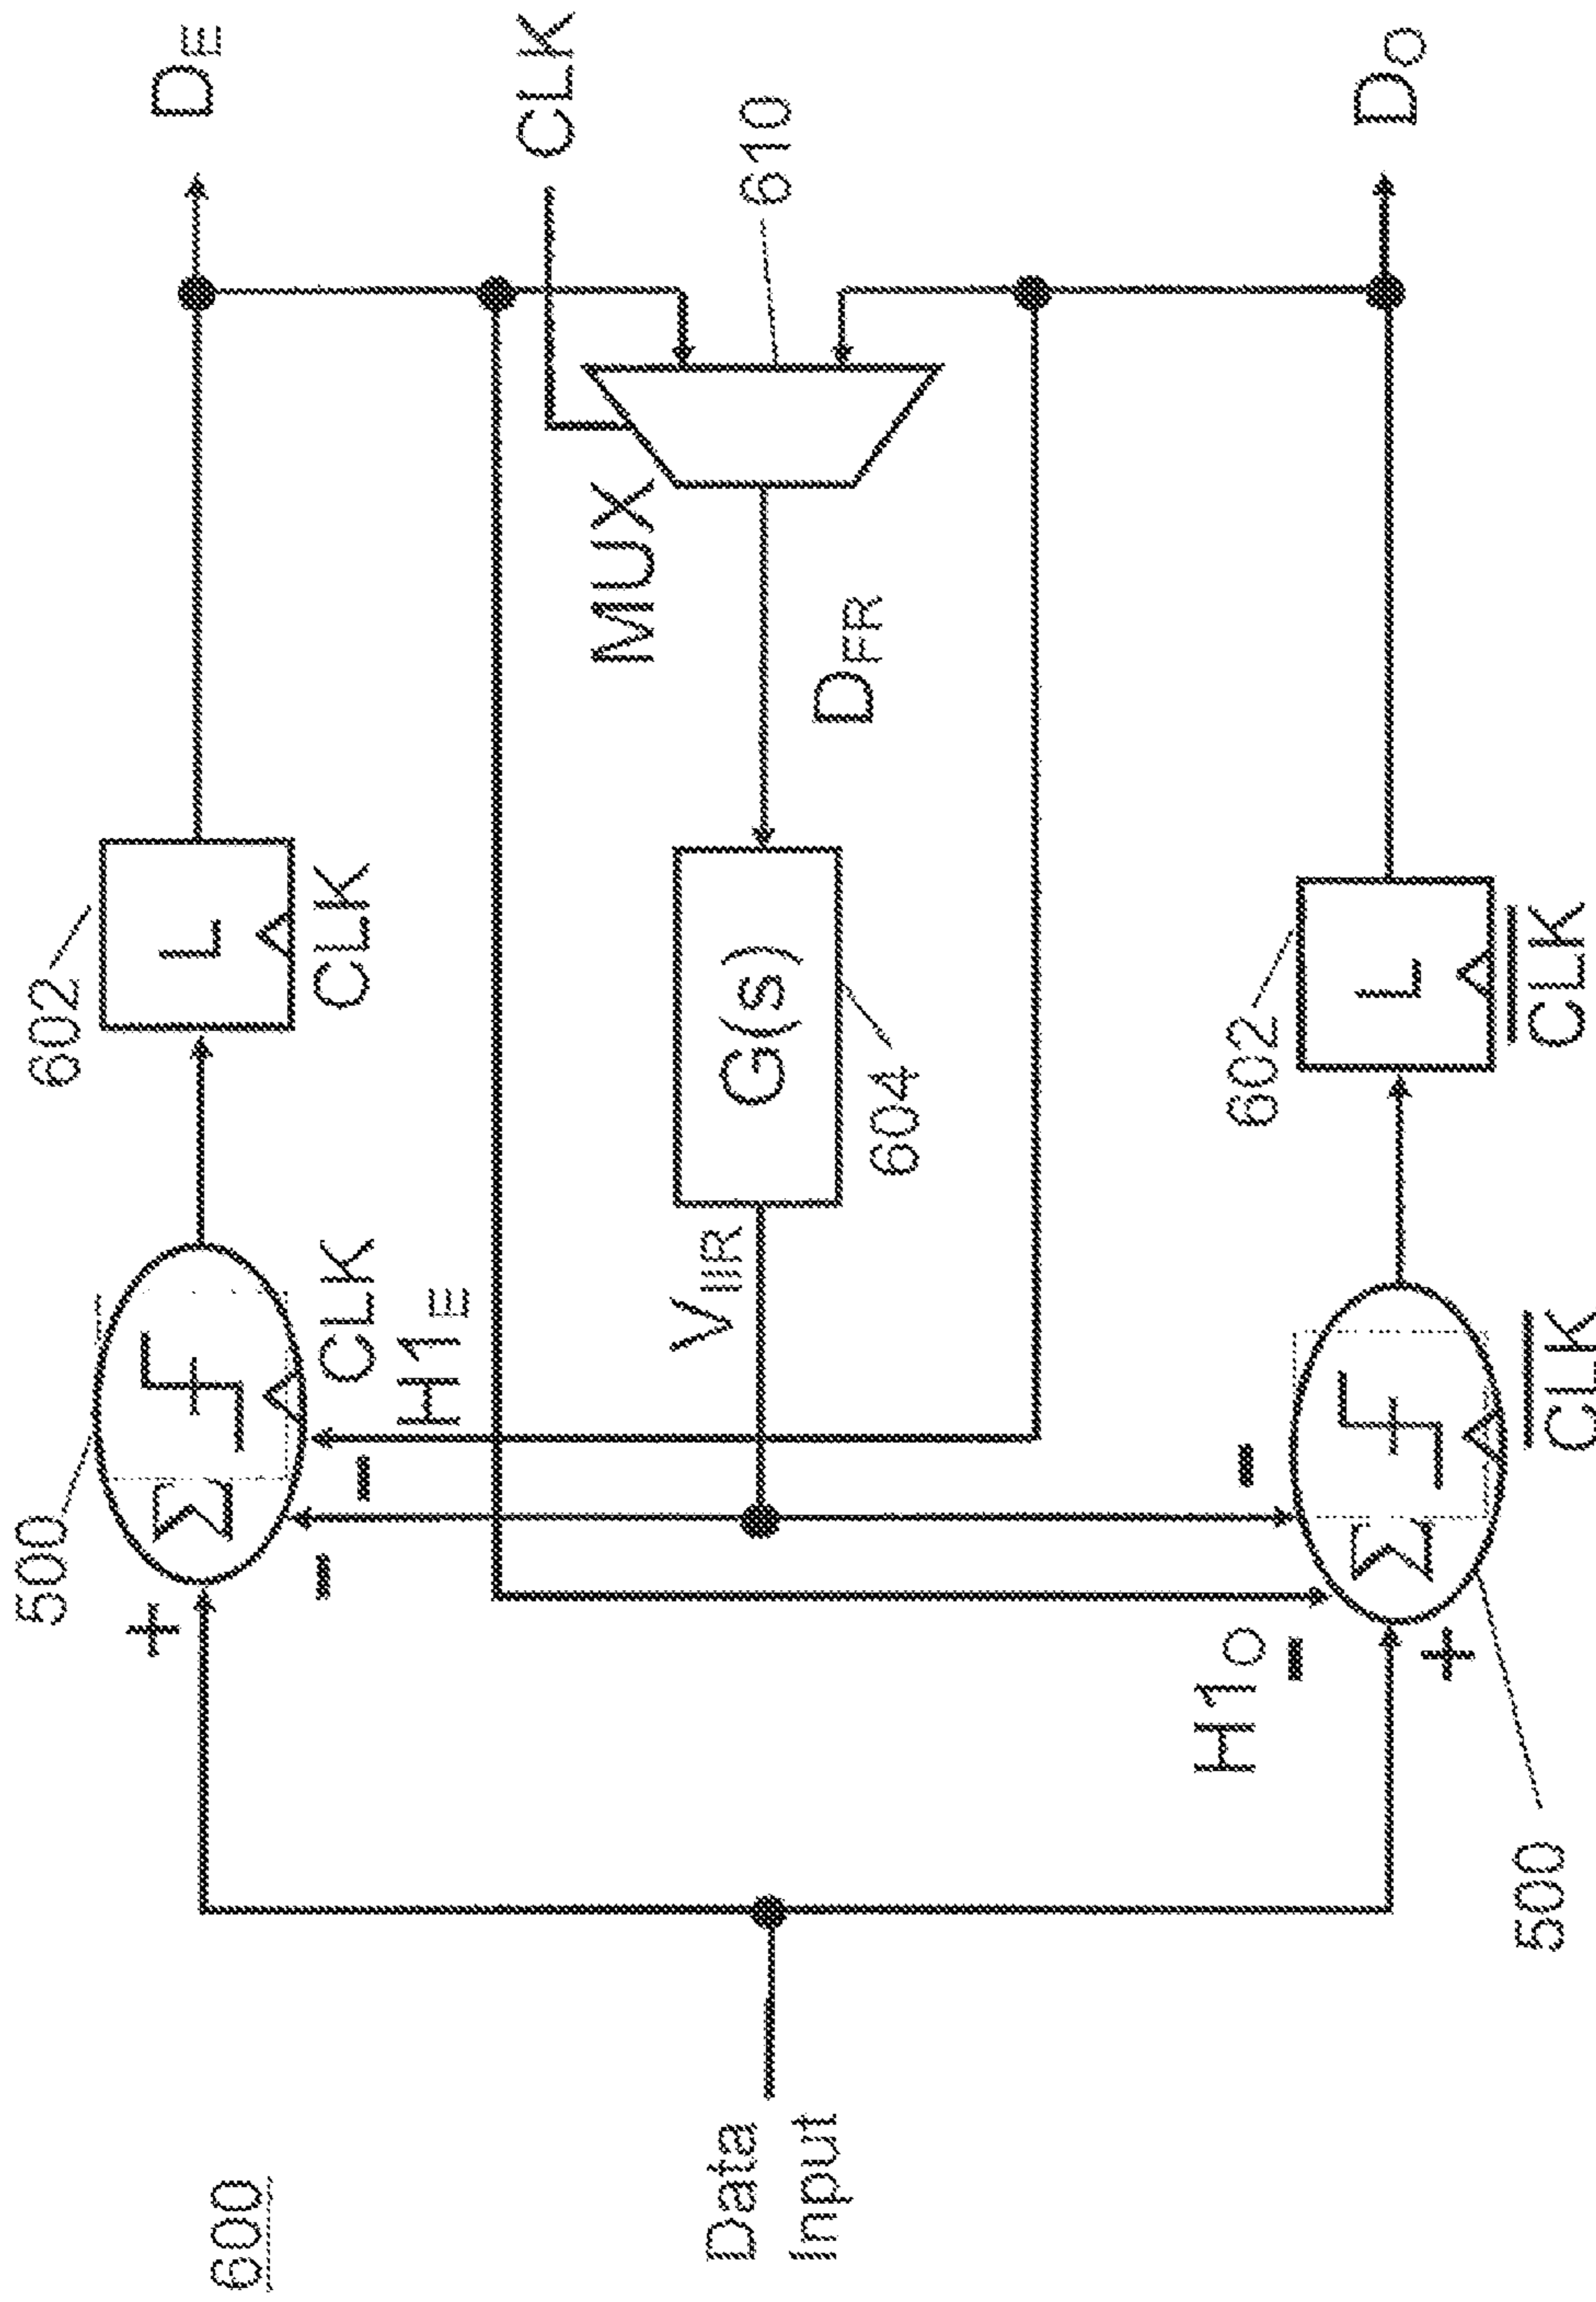 600
Data
Input
500
+
Σ
−
−
CLK
H1E
602
L
CLK
DE
CLK
MUX
610
DFR
G(s)
604
VIIR
H1O
−
−
+
Σ
500
CLK
602
L
CLK
DO